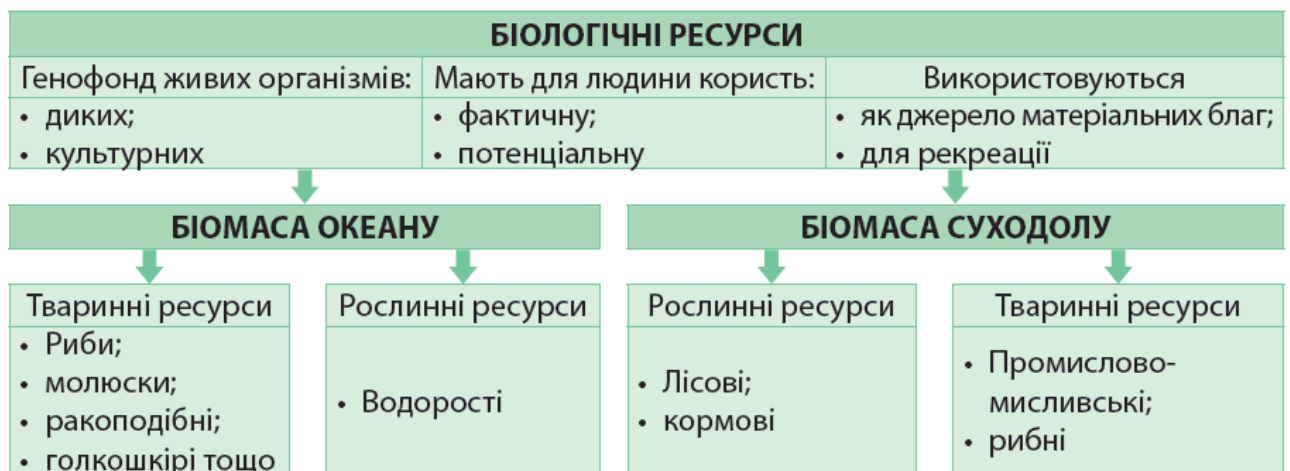 БІОЛОГІЧНІ РЕСУРСИ
Генофонд живих організмів:
• диких;
• культурних
Мають для людини користь:
• фактичну;
• потенціальну
Використовуються
• як джерело матеріальних благ;
• для рекреації
БІОМАСА ОКЕАНУ
Тваринні ресурси
• Риби;
• молюски;
• ракоподібні;
• голкошкірі тощо
Рослинні ресурси
• Водорості
БІОМАСА СУХОДОЛУ
Рослинні ресурси
• Лісові;
• кормові
Тваринні ресурси
• Промислово-
мисливські;
• рибні